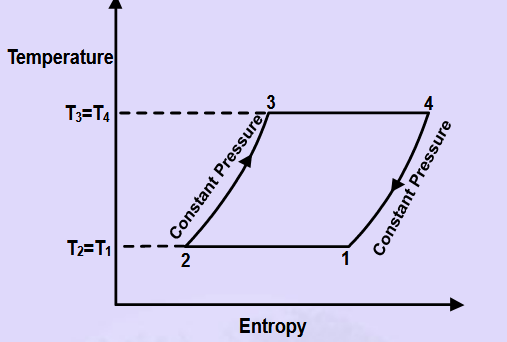 Temperature
3
4
T3=T4
Constant Pressure
Constant Pressure
T2=T1
2
1
Entropy